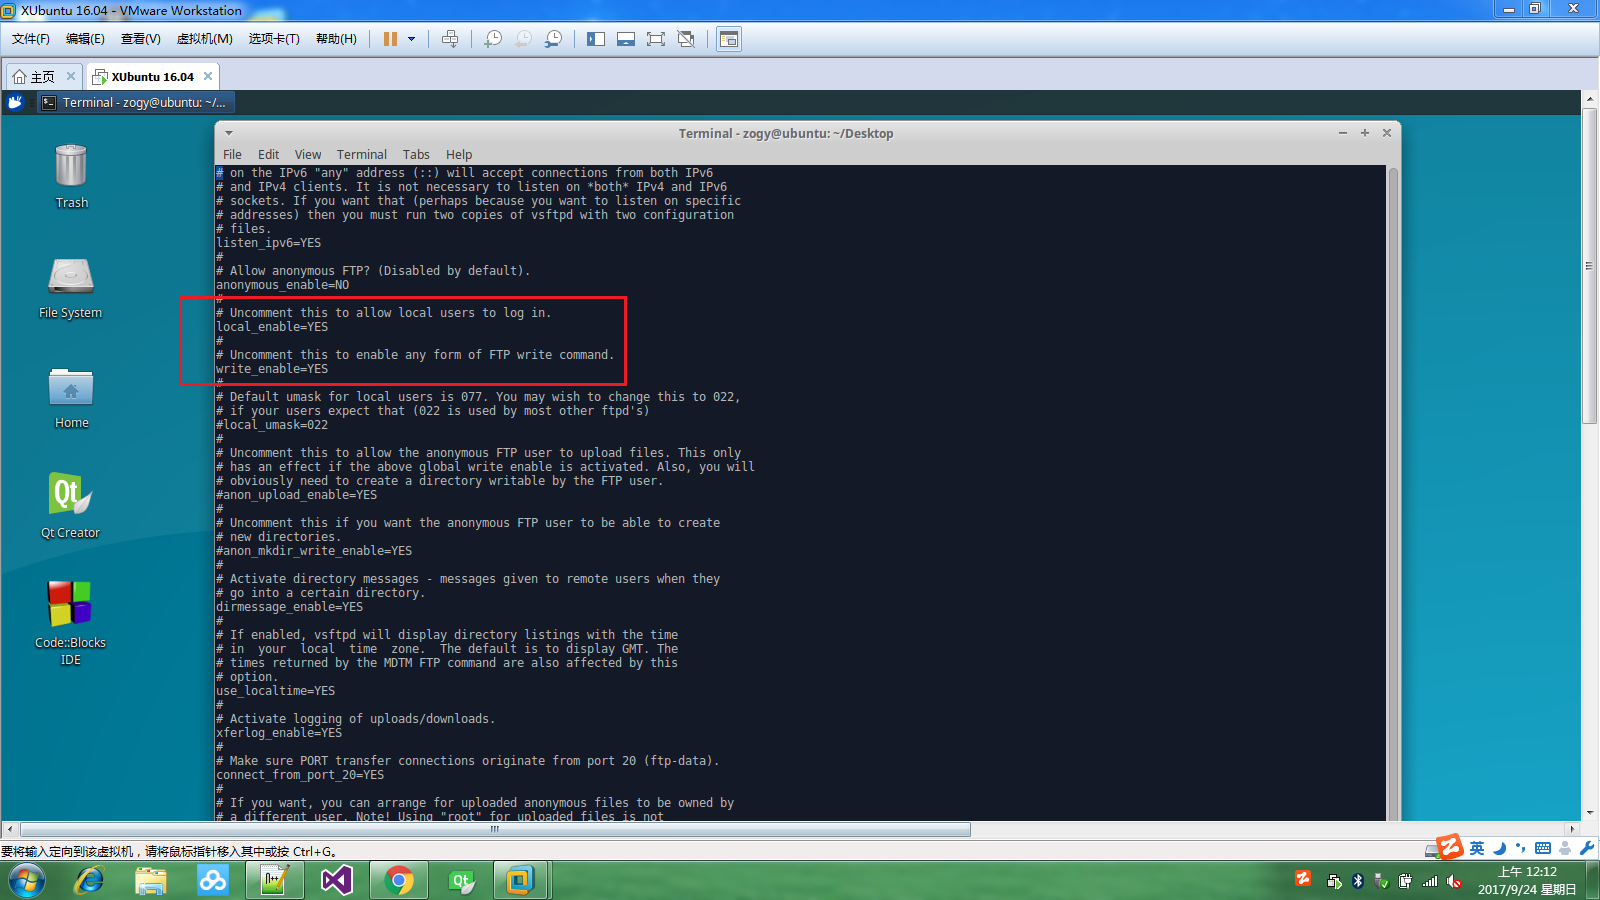 XUbuntu 16.04 - VMware Workstation
文件(F) 编辑(E) 查看(V) 虚拟机(M) 选项卡(T) 帮助(H)
主页 XUbuntu 16.04
Terminal - zogy@ubuntu: ~/...
Terminal - zogy@ubuntu: ~/Desktop
File Edit View Terminal Tabs Help
# on the IPv6 "any" address (::) will accept connections from both IPv6
# and IPv4 clients. It is not necessary to listen on *both* IPv4 and IPv6
# sockets. If you want that (perhaps because you want to listen on specific
# addresses) then you must run two copies of vsftpd with two configuration
# files.
listen_ipv6=YES
#
# Allow anonymous FTP? (Disabled by default).
anonymous_enable=NO
#
# Uncomment this to allow local users to log in.
local_enable=YES
#
# Uncomment this to enable any form of FTP write command.
write_enable=YES
#
# Default umask for local users is 077. You may wish to change this to 022,
# if your users expect that (022 is used by most other ftpd's)
#local_umask=022
#
# Uncomment this to allow the anonymous FTP user to upload files. This only
# has an effect if the above global write enable is activated. Also, you will
# obviously need to create a directory writable by the FTP user.
#anon_upload_enable=YES
#
# Uncomment this if you want the anonymous FTP user to be able to create
# new directories.
#anon_mkdir_write_enable=YES
#
# Activate directory messages - messages given to remote users when they
# go into a certain directory.
dirmessage_enable=YES
#
# If enabled, vsftpd will display directory listings with the time
# in  your  local  time  zone.  The default is to display GMT. The
# times returned by the MDTM FTP command are also affected by this
# option.
use_localtime=YES
#
# Activate logging of uploads/downloads.
xferlog_enable=YES
#
# Make sure PORT transfer connections originate from port 20 (ftp-data).
connect_from_port_20=YES
#
# If you want, you can arrange for uploaded anonymous files to be owned by
# a different user. Note! Using "root" for uploaded files is not
Trash
File System
Home
Qt
Qt Creator
Code::Blocks
IDE
要将输入定向到该虚拟机，请将鼠标指针移入其中或按 Ctrl+G。
英
Qt
上午 12:12
2017/9/24 星期日